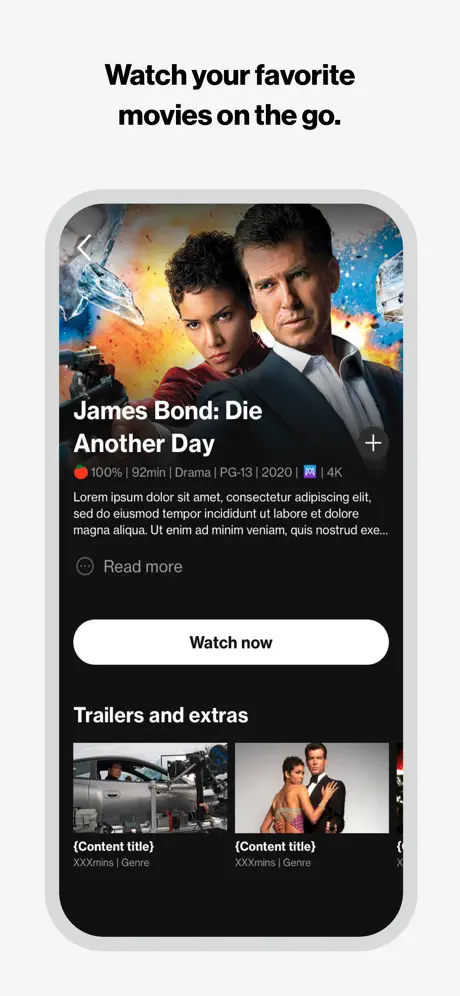 Watch your favorite
movies on the go.
James Bond: Die
Another Day
100% | 92min | Drama | PG-13 | 2020 | | 4K
Lorem ipsum dolor sit amet, consectetur adipiscing elit,
sed do eiusmod tempor incididunt ut labore et dolore
magna aliqua. Ut enim ad minim veniam, quis nostrud exe...
Read more
Watch now
Trailers and extras
{Content title} {Content title} {
XXXmins | Genre XXXmins | Genre X